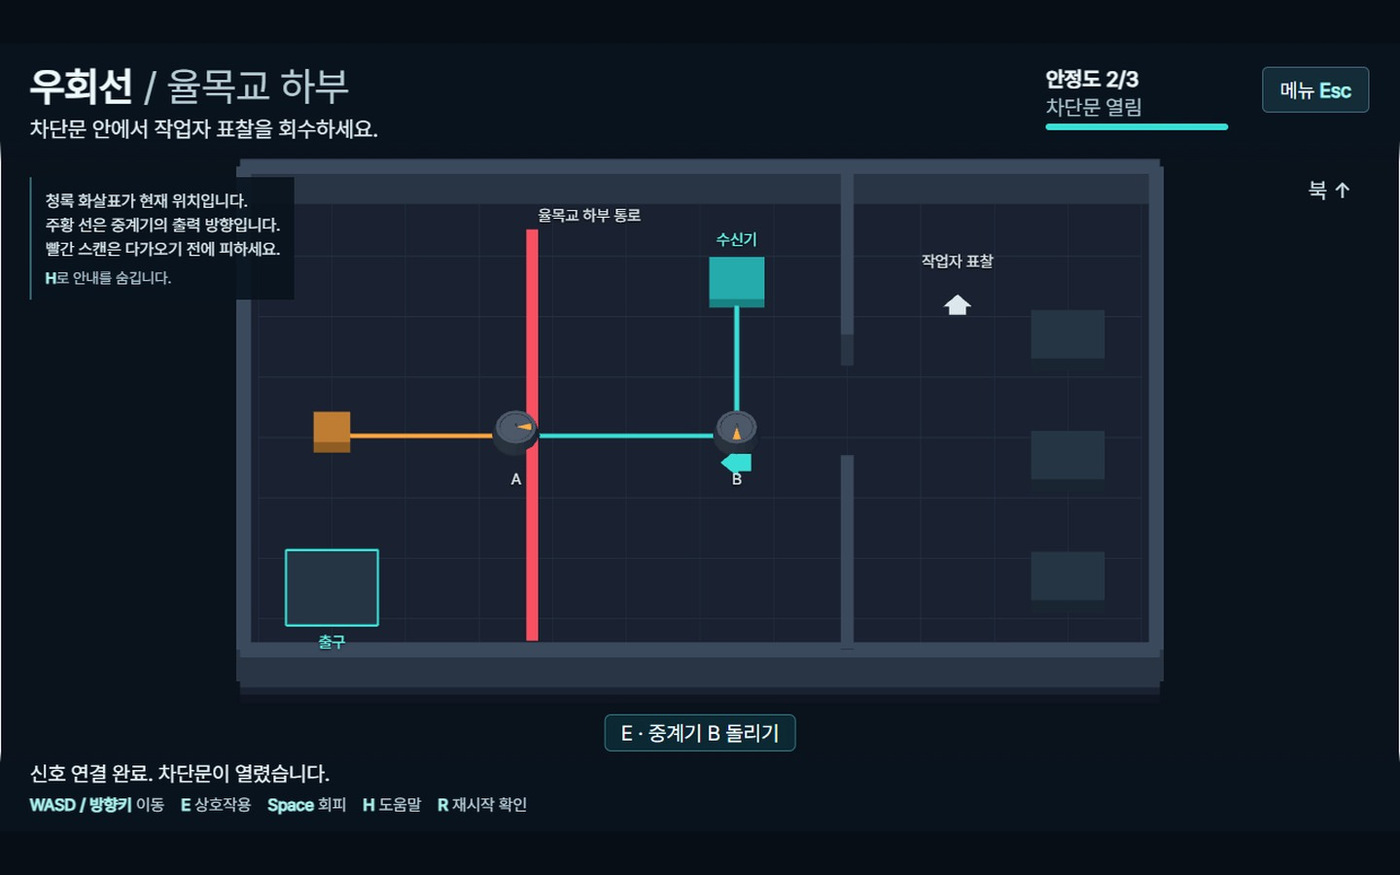 우회선 / 율목교 하부
차단문 안에서 작업자 표찰을 회수하세요.
안정도 2/3
차단문 열림
메뉴 Esc
북 ↑
청록 화살표가 현재 위치입니다.
주황 선은 중계기의 출력 방향입니다.
빨간 스캔은 다가오기 전에 피하세요.
H로 안내를 숨깁니다.
율목교 하부 통로
수신기
작업자 표찰
A
B
출구
E · 중계기 B 돌리기
신호 연결 완료. 차단문이 열렸습니다.
WASD / 방향키 이동 E 상호작용 Space 회피 H 도움말 R 재시작 확인